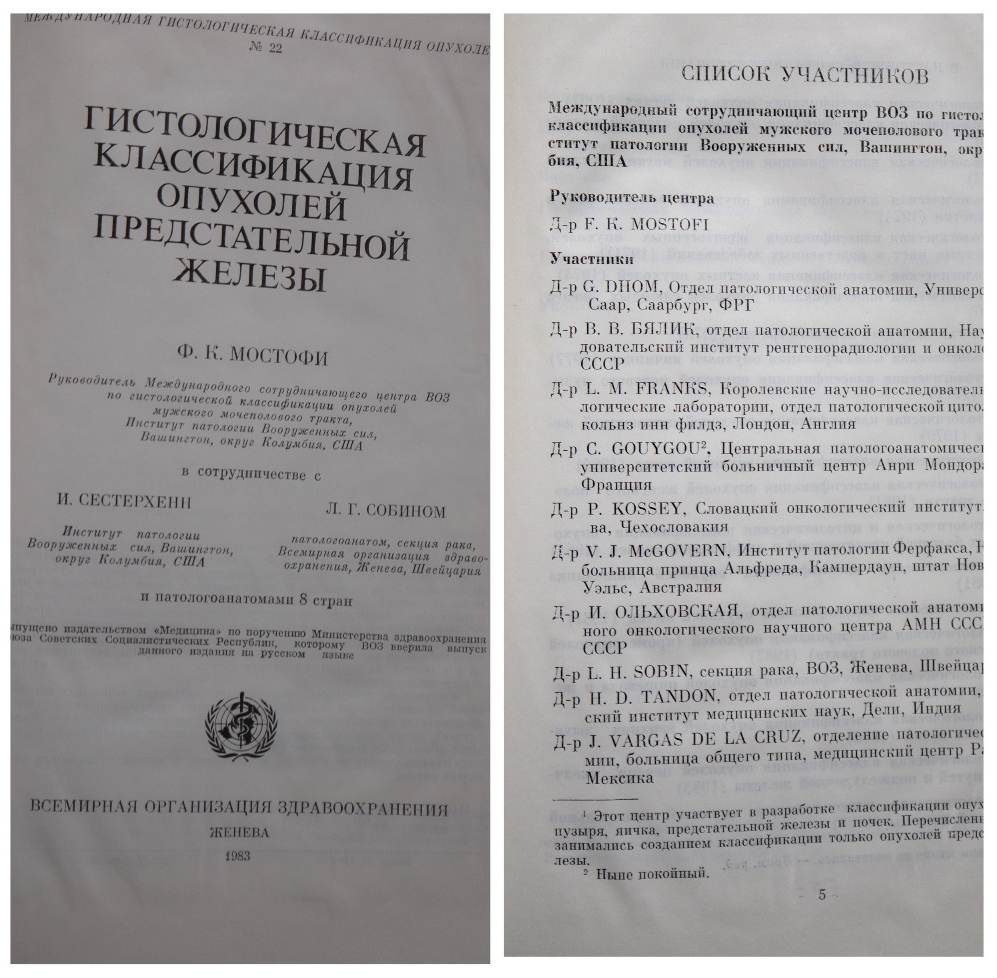 МЕЖДУНАРОДНАЯ ГИСТОЛОГИЧЕСКАЯ КЛАССИФИКАЦИЯ ОПУХОЛЕ
№ 22
ГИСТОЛОГИЧЕСКАЯ
КЛАССИФИКАЦИЯ
ОПУХОЛЕЙ
ПРЕДСТАТЕЛЬНОЙ
ЖЕЛЕЗЫ
Ф. К. МОСТОФИ
Руководитель Международного сотрудничающего центра ВОЗ
по гистологической классификации опухолей
мужского мочеполового тракта,
Институт патологии Вооруженных сил,
Вашингтон, округ Колумбия, США
в сотрудничестве с
И. СЕСТЕРХЕНН
Институт патологии
Вооруженных сил, Вашингтон,
округ Колумбия, США
Л. Г. СОБИНОМ
патологоанатом, секция рака,
Всемирная организация здраво-
охранения, Женева, Швейцария
и патологоанатомами 8 стран
ыпущено издательством «Медицина» по поручению Министерства здравоохранения
оюза Советских Социалистических Республик, которому ВОЗ вверила выпуск
данного издания на русском языке
ВСЕМИРНАЯ ОРГАНИЗАЦИЯ ЗДРАВООХРАНЕНИЯ
ЖЕНЕВА
1983
СПИСОК УЧАСТНИКОВ
Международный сотрудничающий центр ВОЗ по гистол
классификации опухолей мужского мочеполового трак
ститут патологии Вооруженных сил, Вашингтон, окр
бия, США
Руководитель центра
Д-р F. K. MOSTOFI
Участники
Д-р G. DHOM, Отдел патологической анатомии, Универс
Саар, Саарбург, ФРГ
Д-р В. В. БЯЛИК, отдел патологической анатомии, Нау
довательский институт рентгенорадиологии и онколо
СССР
Д-р L. M. FRANKS, Королевские научно-исследователь
логические лаборатории, отдел патологической цитол
кольнз инн филдз, Лондон, Англия
Д-р C. GOUYGOU², Центральная патологоанатомичес
университетский больничный центр Анри Мондора
Франция
Д-р P. KOSSEY, Словацкий онкологический институт,
ва, Чехословакия
Д-р V. J. McGOVERN, Институт патологии Ферфакса,
больница принца Альфреда, Кампердаун, штат Нов
Уэльс, Австралия
Д-р И. ОЛЬХОВСКАЯ, отдел патологической анатоми
ного онкологического научного центра АМН ССС
СССР
Д-р L. H. SOBIN, секция рака, ВОЗ, Женева, Швейцар
Д-р H. D. TANDON, отдел патологической анатомии,
ский институт медицинских наук, Дели, Индия
Д-р J. VARGAS DE LA CRUZ, отделение патологичес
мии, больница общего типа, медицинский центр Ра
Мексика
¹ Этот центр участвует в разработке классификации опух
пузыря, яичка, предстательной железы и почек. Перечислен
занимались созданием классификации только опухолей предс
лезы.
² Ныне покойный.
5